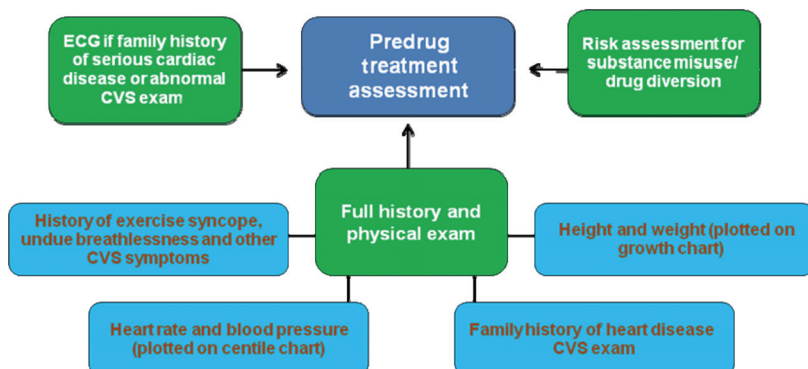 ECG if family history
of serious cardiac
disease or abnormal
CVS exam
Predrug
treatment
assessment
Risk assessment for
substance misuse/
drug diversion
Full history and
physical exam
History of exercise syncope,
undue breathlessness and other
CVS symptoms
Height and weight (plotted on
growth chart)
Heart rate and blood pressure
(plotted on centile chart)
Family history of heart disease
CVS exam